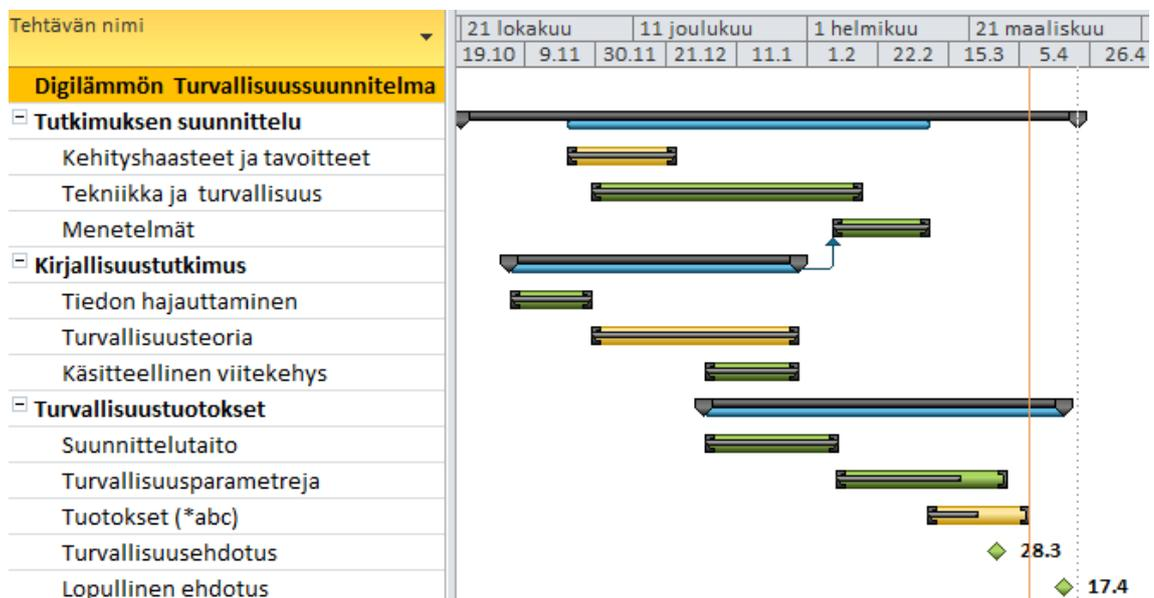 Tehtävän nimi
21 lokakuu 11 joulukuu 1 helmikuu 21 maaliskuu
19.10 9.11 30.11 21.12 11.1 1.2 22.2 15.3 5.4 26.4
Digilämmön Turvallisuussuunnitelma
Tutkimuksen suunnittelu
Kehityshaasteet ja tavoitteet
Tekniikka ja turvallisuus
Menetelmät
Kirjallisuustutkimus
Tiedon hajauttaminen
Turvallisuusteoria
Käsitteellinen viitekehys
Turvallisuustuotokset
Suunnittelutaito
Turvallisuusparametreja
Tuotokset (*abc)
Turvallisuusehdotus 28.3
Lopullinen ehdotus 17.4